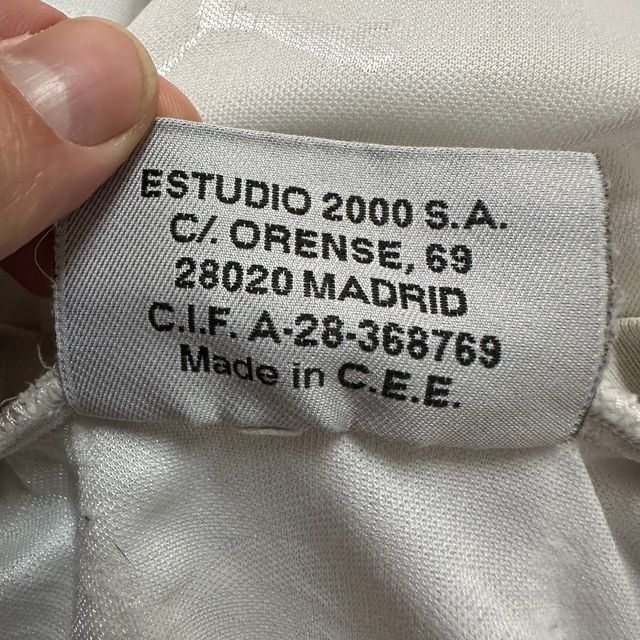 ESTUDIO 2000 S.A.
C/. ORENSE, 69
28020 MADRID
C.I.F. A-28-368769
Made in C.E.E.